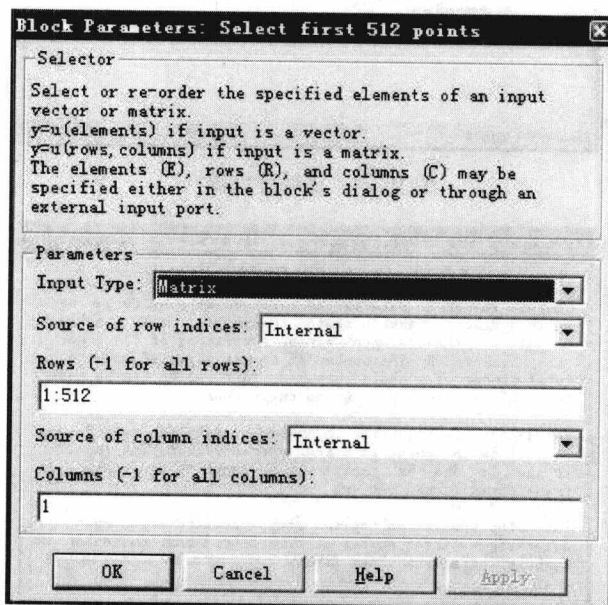 Block Parameters: Select first 512 points
Selector
Select or re-order the specified elements of an input
vector or matrix.
y=u(elements) if input is a vector.
y=u(rows, columns) if input is a matrix.
The elements (E), rows (R), and columns (C) may be
specified either in the block's dialog or through an
external input port.
Parameters
Input Type: Matrix
Source of row indices: Internal
Rows (-1 for all rows):
1:512
Source of column indices: Internal
Columns (-1 for all columns):
1
OK Cancel Help Apply